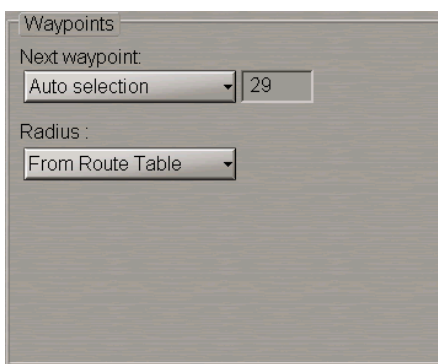 Waypoints
Next waypoint:
Auto selection 29
Radius :
From Route Table